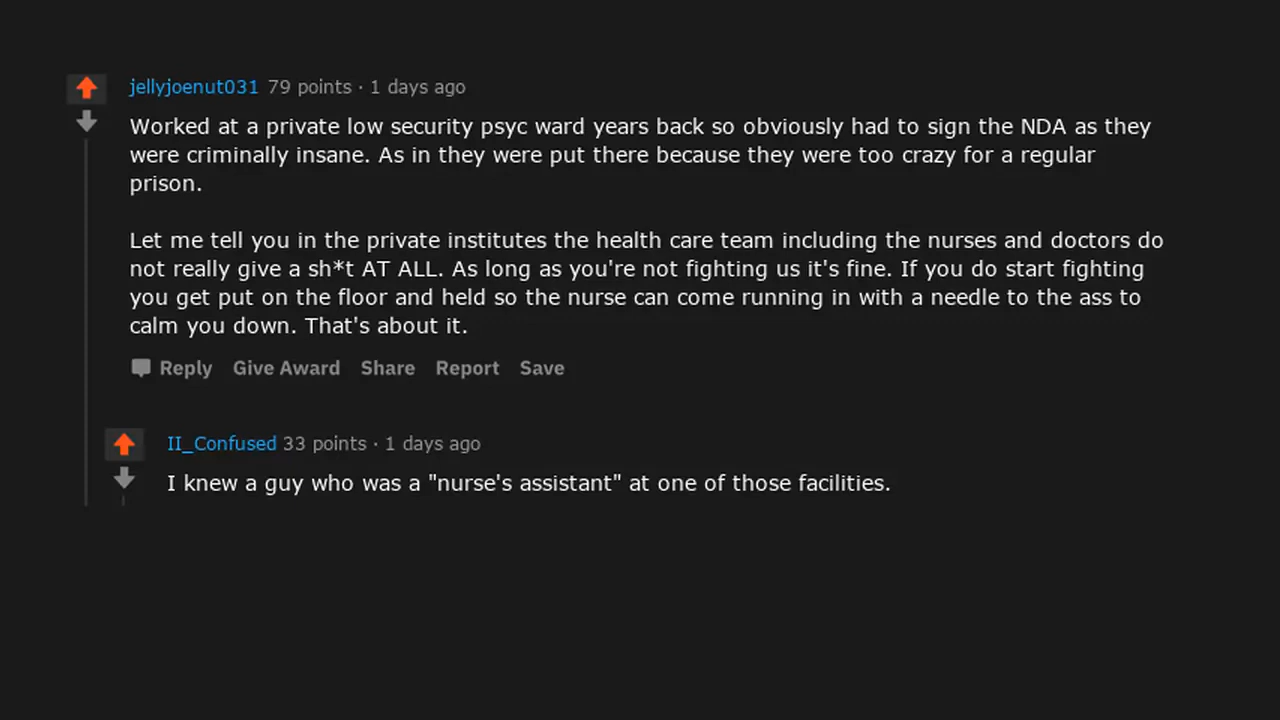 jellyjoenut031 79 points · 1 days ago
Worked at a private low security psyc ward years back so obviously had to sign the NDA as they
were criminally insane. As in they were put there because they were too crazy for a regular
prison.
Let me tell you in the private institutes the health care team including the nurses and doctors do
not really give a sh*t AT ALL. As long as you're not fighting us it's fine. If you do start fighting
you get put on the floor and held so the nurse can come running in with a needle to the ass to
calm you down. That's about it.
Reply Give Award Share Report Save
II_Confused 33 points · 1 days ago
I knew a guy who was a "nurse's assistant" at one of those facilities.